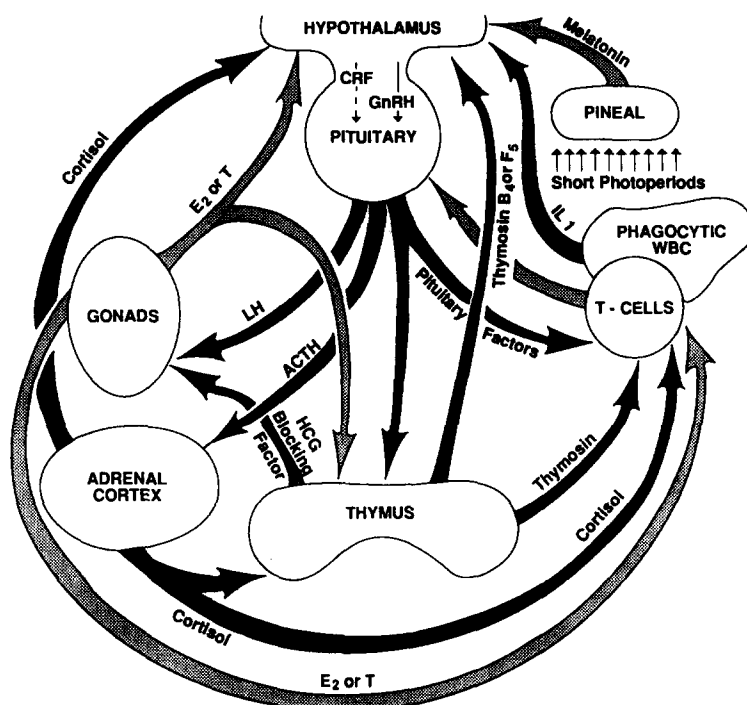 HYPOTHALAMUS
Melatonin
CRF
GnRH
PITUITARY
PINEAL
Short Photoperiods
Cortisol
E₂ or T
Thymosin B₄ or F₅
IL 1
PHAGOCYTIC
WBC
T - CELLS
GONADS
LH
Pituitary
Factors
ACTH
HCG
Blocking
Factor
ADRENAL
CORTEX
THYMUS
Thymosin
Cortisol
Cortisol
E₂ or T